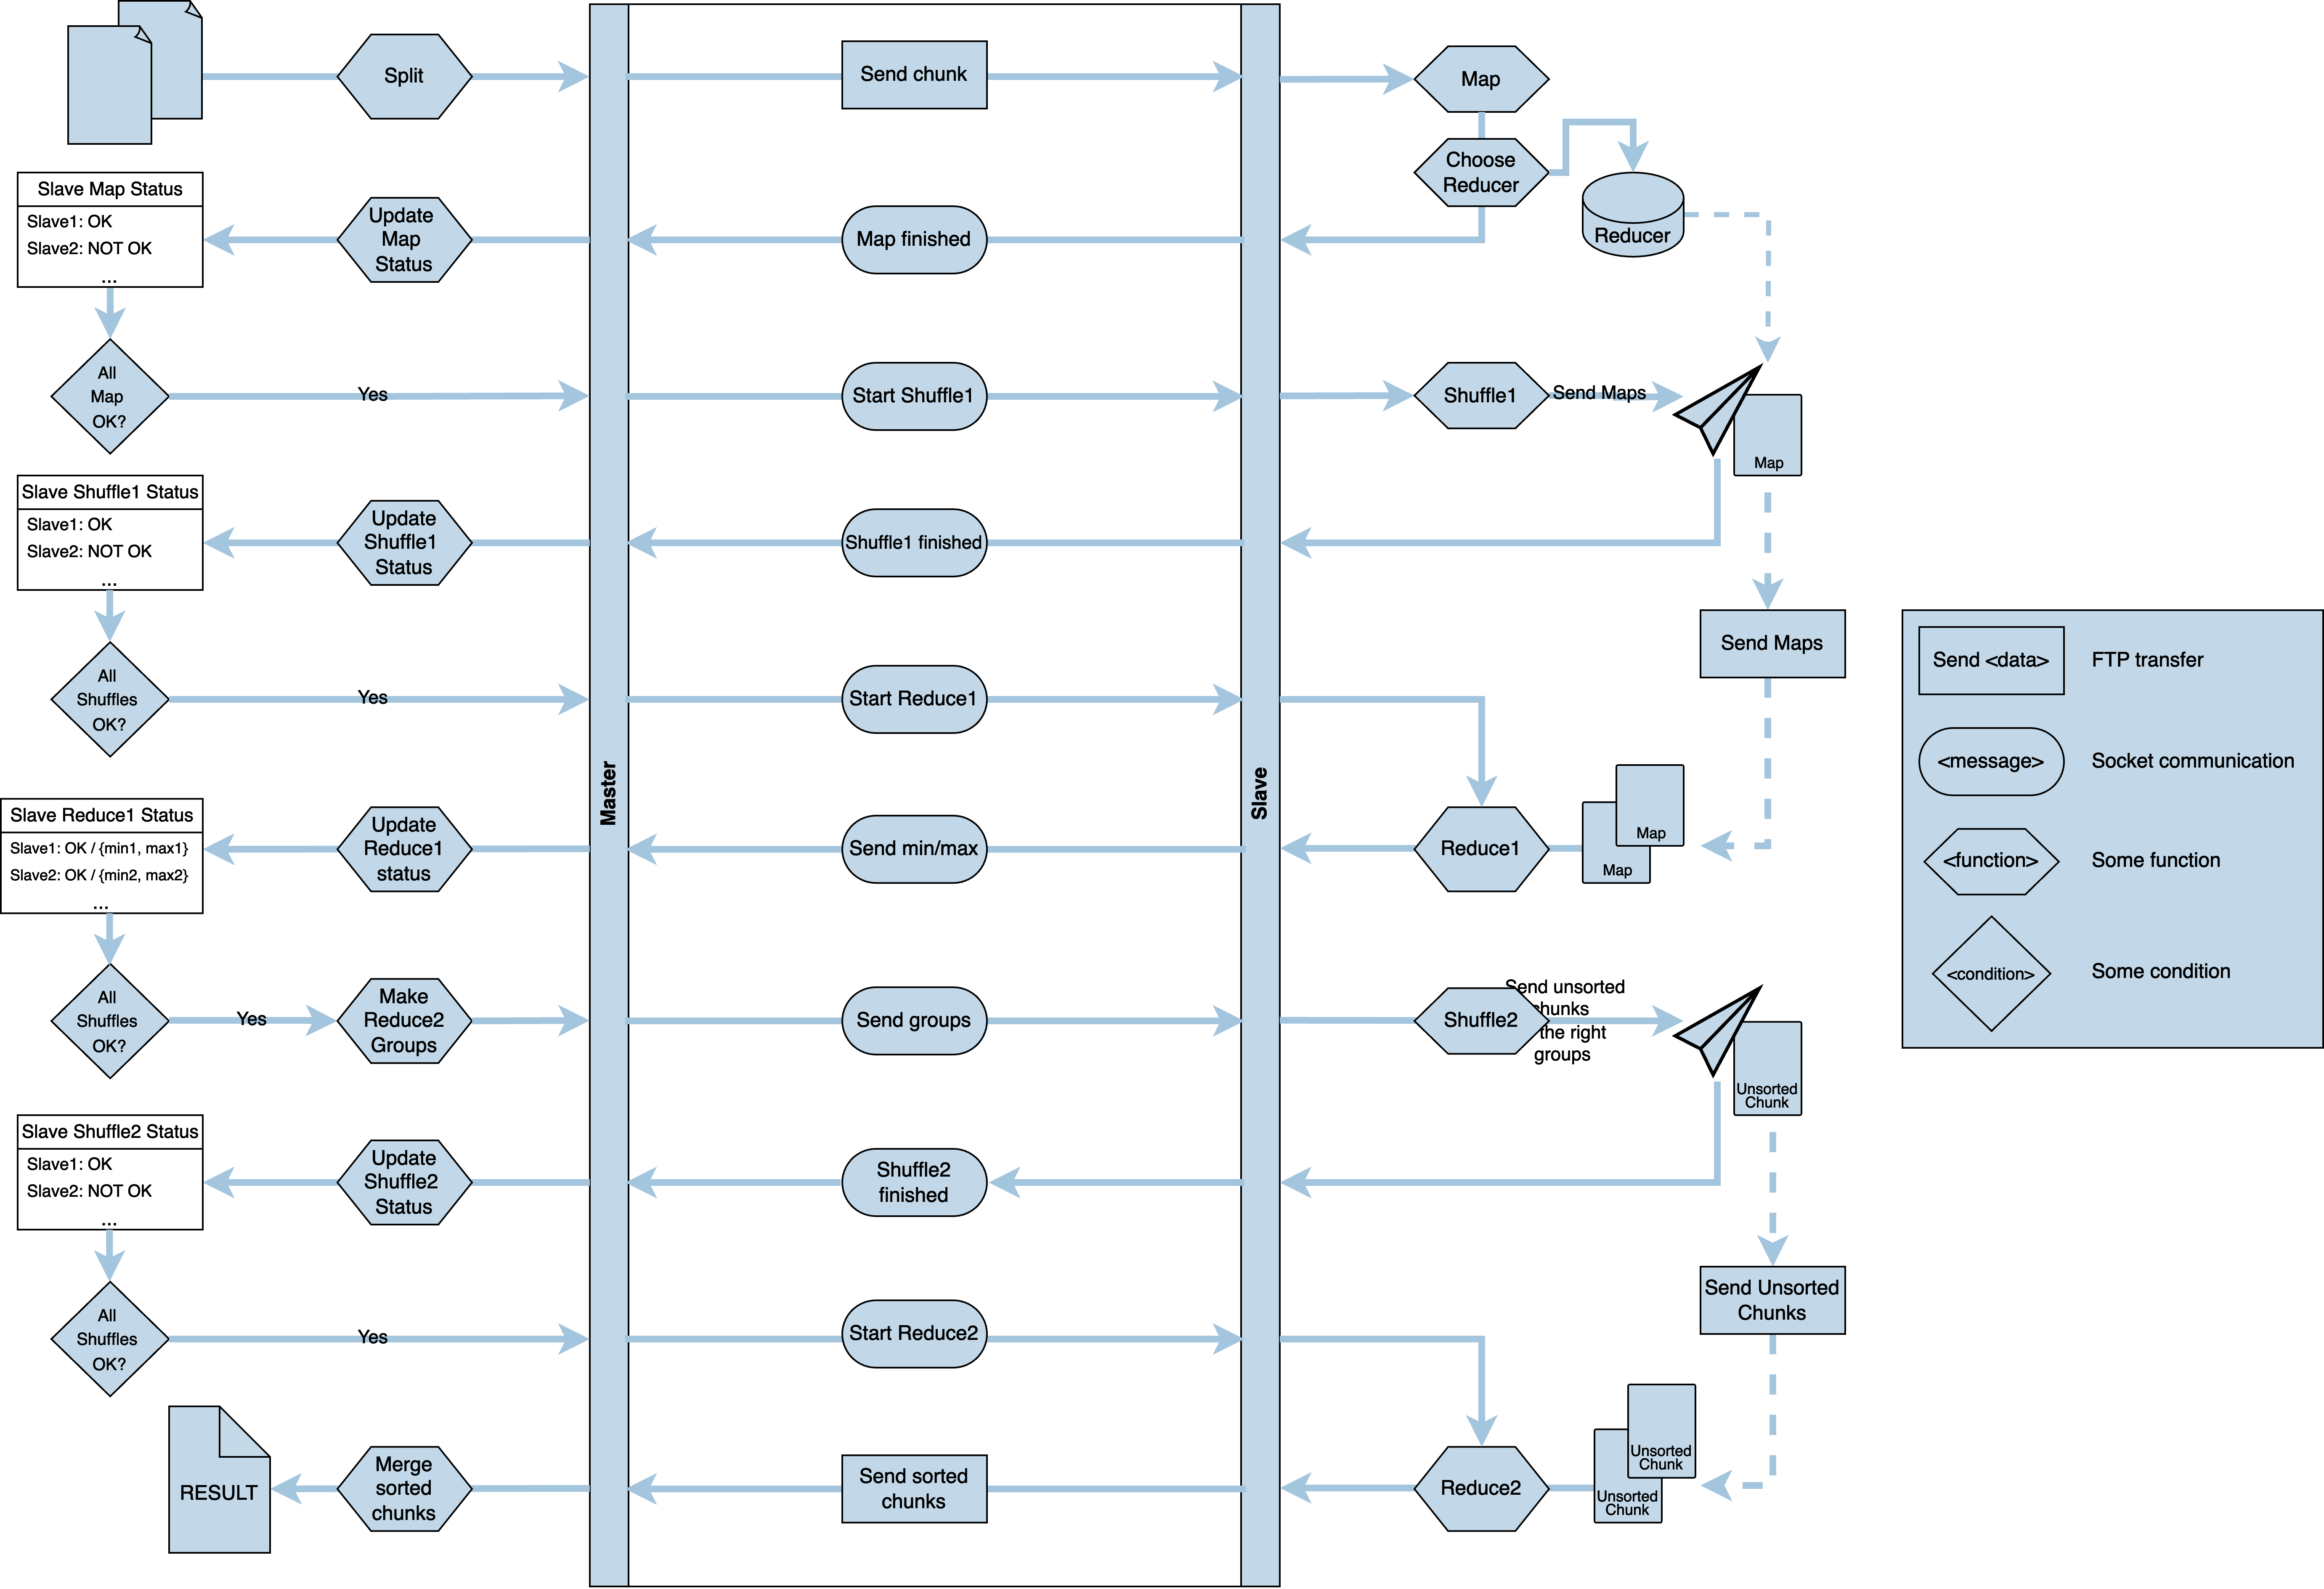 Split
Send chunk
Map
Choose
Reducer
Reducer
Slave Map Status
Slave1: OK
Slave2: NOT OK
...
Update
Map
Status
Map finished
All
Map
OK?
Yes
Start Shuffle1
Shuffle1
Send Maps
Map
Slave Shuffle1 Status
Slave1: OK
Slave2: NOT OK
...
Update
Shuffle1
Status
Shuffle1 finished
Send Maps
All
Shuffles
OK?
Yes
Start Reduce1
Master
Slave
Slave Reduce1 Status
Slave1: OK / {min1, max1}
Slave2: OK / {min2, max2}
...
Update
Reduce1
status
Send min/max
Reduce1
Map
Map
All
Shuffles
OK?
Yes
Make
Reduce2
Groups
Send groups
Shuffle2
Send unsorted
hunks
the right
groups
Unsorted
Chunk
Slave Shuffle2 Status
Slave1: OK
Slave2: NOT OK
...
Update
Shuffle2
Status
Shuffle2
finished
Send Unsorted
Chunks
All
Shuffles
OK?
Yes
Start Reduce2
RESULT
Merge
sorted
chunks
Send sorted
chunks
Reduce2
Unsorted
Chunk
Unsorted
Chunk
Send <data>
FTP transfer
<message>
Socket communication
<function>
Some function
<condition>
Some condition